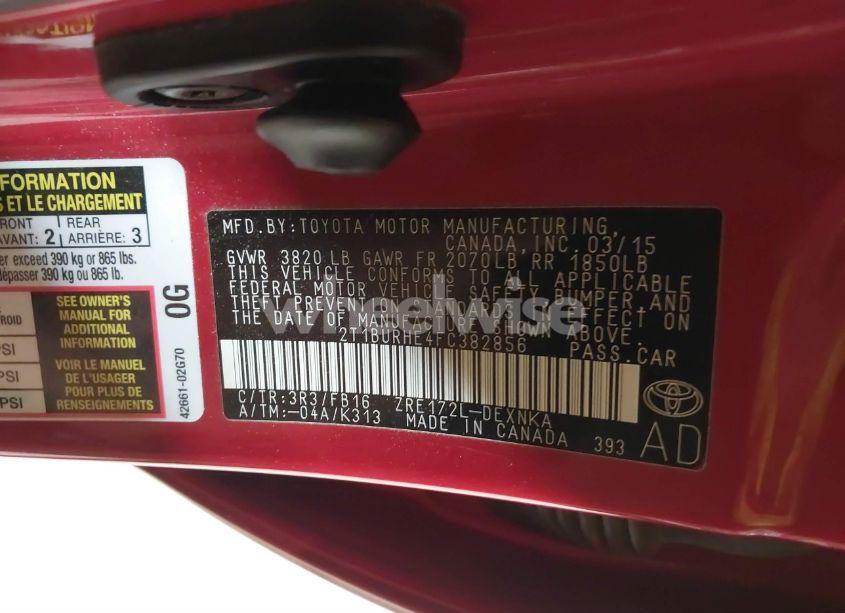 FORMATION
S ET LE CHARGEMENT
FRONT
AVANT: 2
REAR
ARRIÈRE: 3
er exceed 390 kg or 865 lbs.
dépasser 390 kg ou 865 lb.
SEE OWNER'S
MANUAL FOR
ADDITIONAL
INFORMATION
VOIR LE MANUEL
DE L'USAGER
POUR PLUS DE
RENSEIGNEMENTS
PSI
PSI
0G
42661-02G70
MFD.BY:TOYOTA MOTOR MANUFACTURING,
CANADA, INC. 03/15
GVWR 3820 LB GAWR FR 2070LB RR 1850LB
THIS VEHICLE CONFORMS TO ALL APPLICABLE
FEDERAL MOTOR VEHICLE SAFETY, BUMPER, AND
THEFT PREVENTION STANDARDS IN EFFECT ON
THE DATE OF MANUFACTURE SHOWN ABOVE.
2T1BURHE4FC382856 PASS.CAR
C/TR:3R3/FB16 ZRE172L-DEXNKA
A/TM:-04A/K313 MADE IN CANADA 393 AD
wheelwise